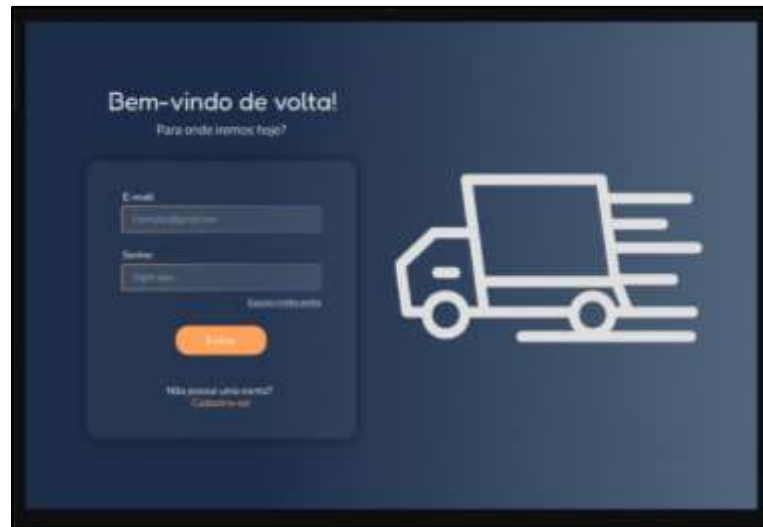 Bem-vindo de volta!
Para onde iremos hoje?
E-mail:
Senha:
Entrar
Não possui uma conta?
Cadastre-se!